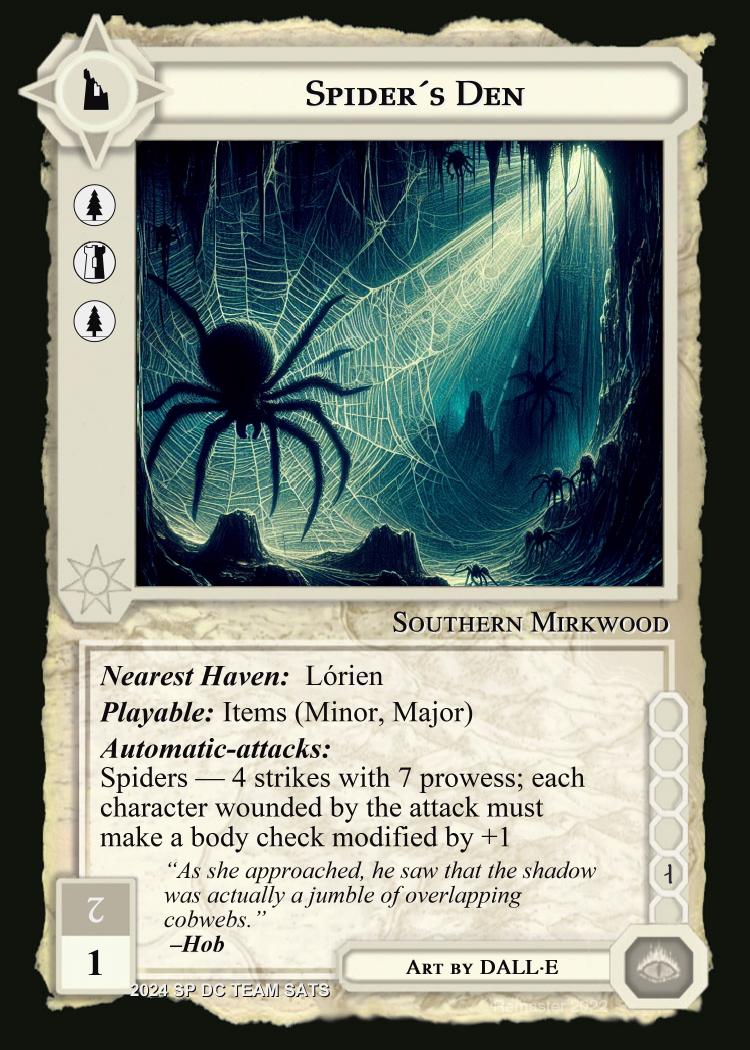 Spider´s Den
Southern Mirkwood
Nearest Haven: Lórien
Playable: Items (Minor, Major)
Automatic-attacks:
Spiders — 4 strikes with 7 prowess; each
character wounded by the attack must
make a body check modified by +1
“As she approached, he saw that the shadow
was actually a jumble of overlapping
cobwebs.”
–Hob
1
Art by DALL·E
2024 SP DC TEAM SATS